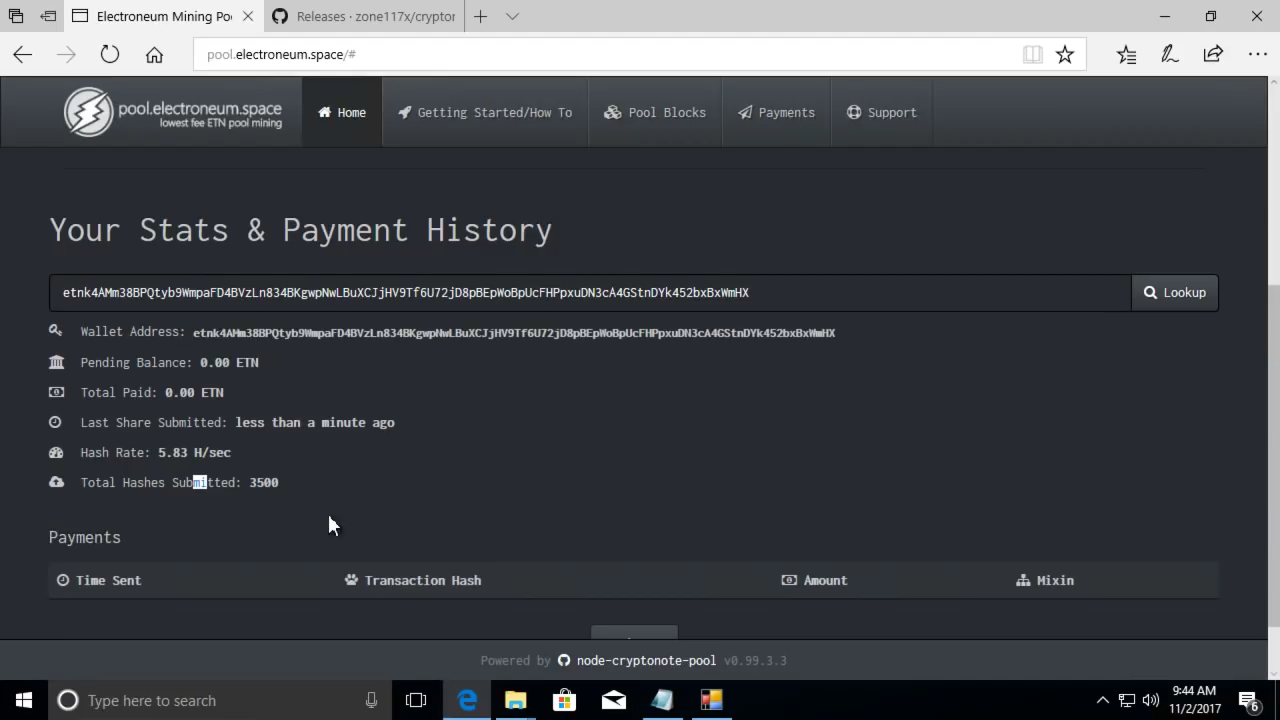 Electroneum Mining Po
Releases · zone117x/crypton
pool.electroneum.space/#
pool.electroneum.space
lowest fee ETN pool mining
Home
Getting Started/How To
Pool Blocks
Payments
Support
Your Stats & Payment History
etnk4AMm38BPQtyb9WmpaFD4BVzLn834BKgwpNwLBuXCJjHV9Tf6U72jD8pBEpWoBpUcFHPpxuDN3cA4GStnDYk452bxBxWmHX
Lookup
Wallet Address: etnk4AMm38BPQtyb9WmpaFD4BVzLn834BKgwpNwLBuXCJjHV9Tf6U72jD8pBEpWoBpUcFHPpxuDN3cA4GStnDYk452bxBxWmHX
Pending Balance: 0.00 ETN
Total Paid: 0.00 ETN
Last Share Submitted: less than a minute ago
Hash Rate: 5.83 H/sec
Total Hashes Submitted: 3500
Payments
Time Sent
Transaction Hash
Amount
Mixin
Powered by node-cryptonote-pool v0.99.3.3
Type here to search
9:44 AM
11/2/2017
6